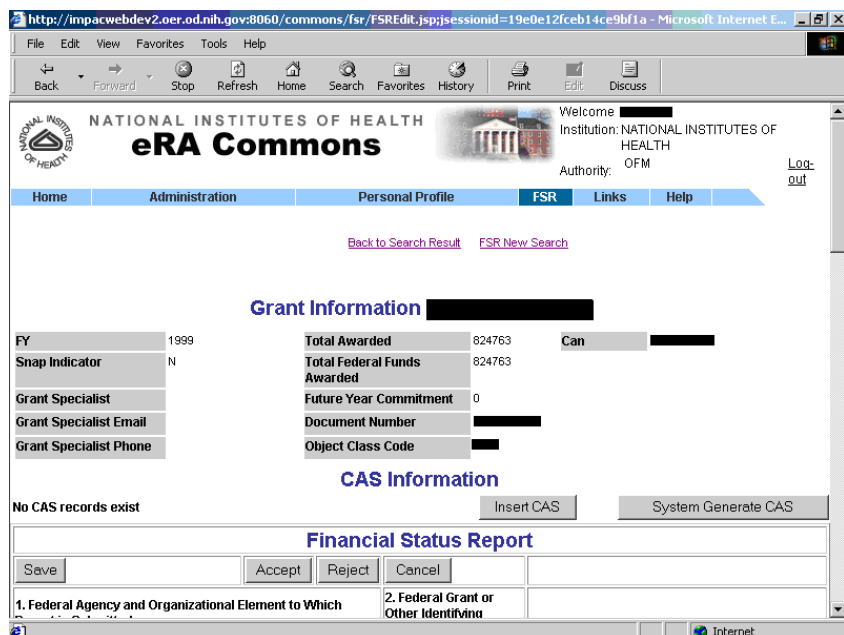 http://impacwebdev2.oer.od.nih.gov:8060/commons/fsr/FSREdit.jsp;jsessionid=19e0e12fceb14ce9bf1a - Microsoft Internet E...
File Edit View Favorites Tools Help
Back Forward Stop Refresh Home Search Favorites History Print Edit Discuss
NATIONAL INSTITUTES OF HEALTH
eRA Commons
Welcome
Institution: NATIONAL INSTITUTES OF
HEALTH
Authority: OFM
Log-
out
Home Administration Personal Profile FSR Links Help
Back to Search Result FSR New Search
Grant Information
FY 1999 Total Awarded 824763 Can
Snap Indicator N Total Federal Funds 824763
Awarded
Grant Specialist Future Year Commitment 0
Grant Specialist Email Document Number
Grant Specialist Phone Object Class Code
CAS Information
No CAS records exist Insert CAS System Generate CAS
Financial Status Report
Save Accept Reject Cancel
1. Federal Agency and Organizational Element to Which
2. Federal Grant or
Other Identifying
Internet